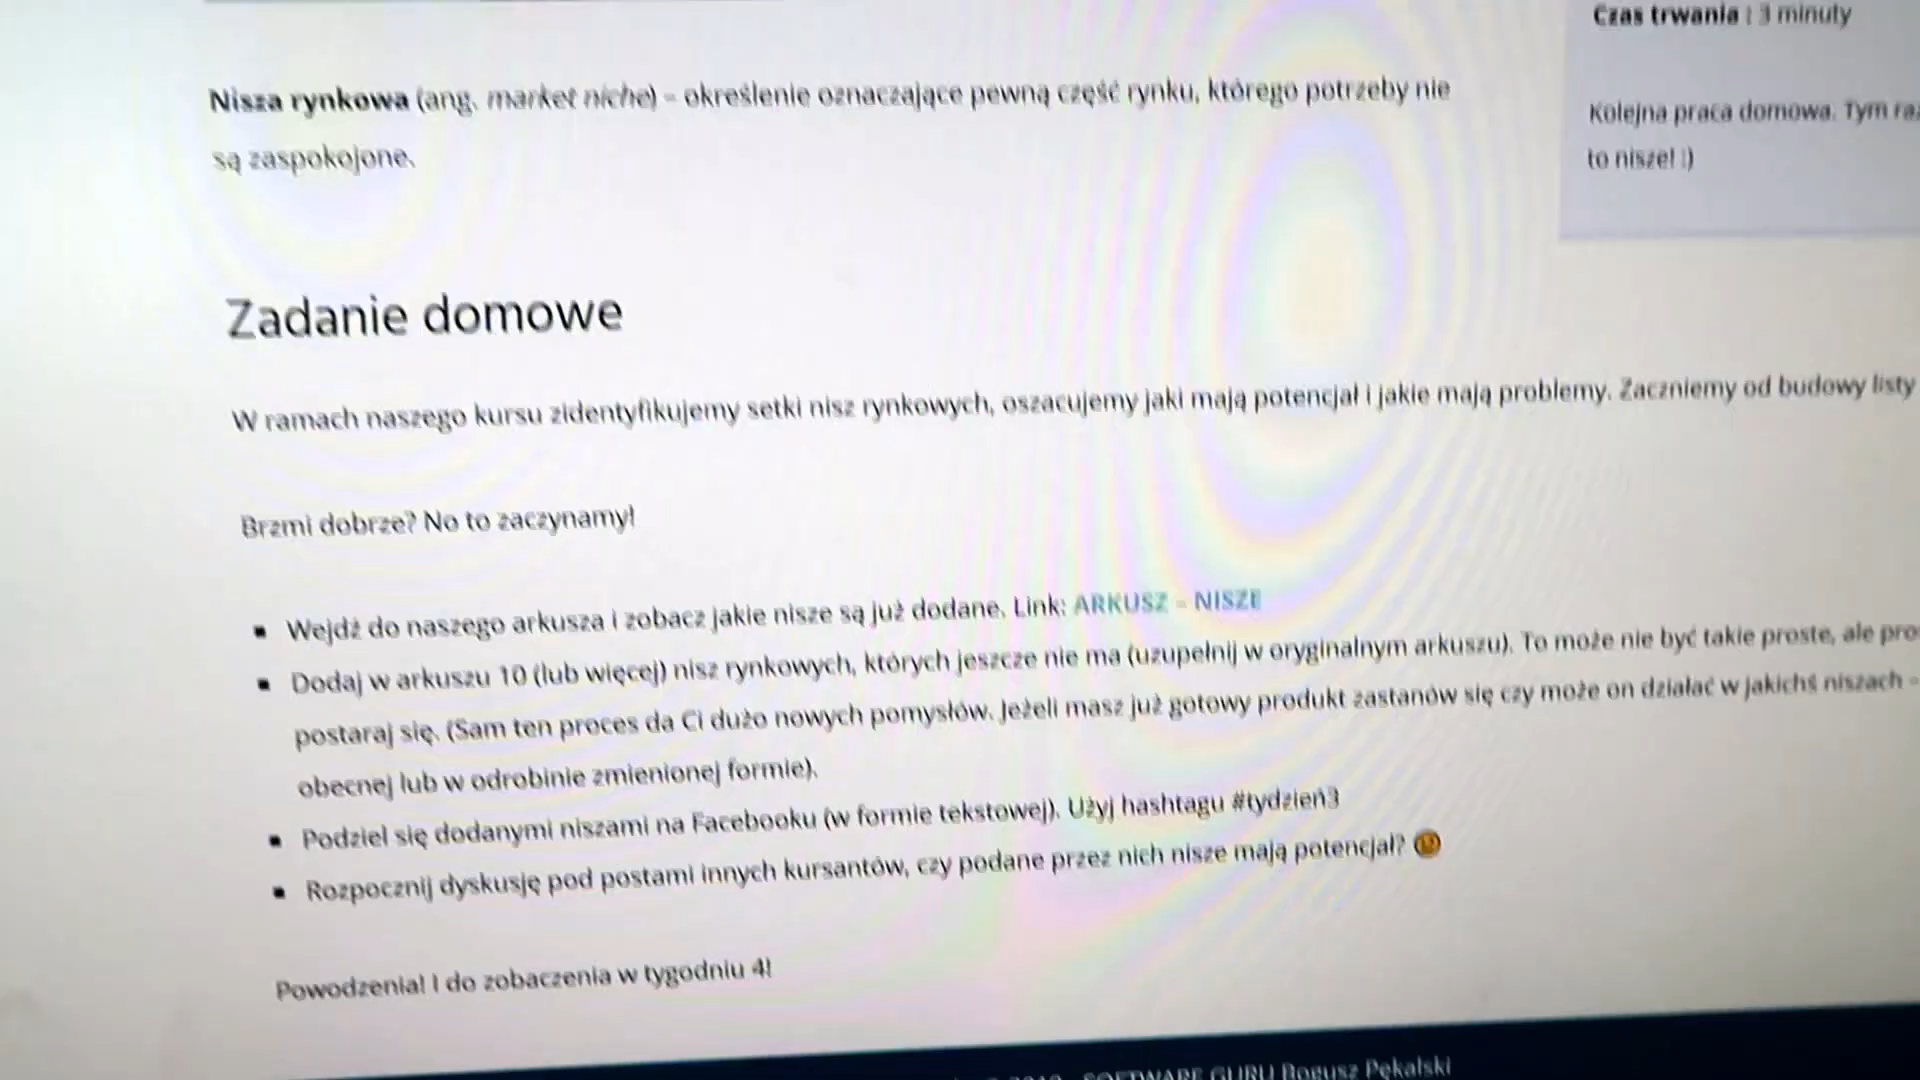 Czas trwania | 3 minuty
Nisza rynkowa (ang. market niche) – określenie oznaczające pewną część rynku, którego potrzeby nie
są zaspokojone.
Kolejna praca domowa. Tym
to nisze! :)
Zadanie domowe
W ramach naszego kursu zidentyfikujemy setki nisz rynkowych, oszacujemy jaki mają potencjał i jakie mają problemy. Zaczniemy od budowy listy
Brzmi dobrze? No to zaczynamy!
▪ Wejdź do naszego arkusza i zobacz jakie nisze są już dodane. Link: ARKUSZ – NISZE
▪ Dodaj w arkuszu 10 (lub więcej) nisz rynkowych, których jeszcze nie ma (uzupełnij w oryginalnym arkuszu). To może nie być takie proste, ale
postaraj się. (Sam ten proces da Ci dużo nowych pomysłów. Jeżeli masz już gotowy produkt zastanów się czy może on działać w jakichś niszach –
obecnej lub w odrobinie zmienionej formie).
▪ Podziel się dodanymi niszami na Facebooku (w formie tekstowej). Użyj hashtagu #tydzień3
▪ Rozpocznij dyskusję pod postami innych kursantów, czy podane przez nich nisze mają potencjał?
Powodzenia! I do zobaczenia w tygodniu 4!
SOFTWARE GURU Bogusz Pękalski